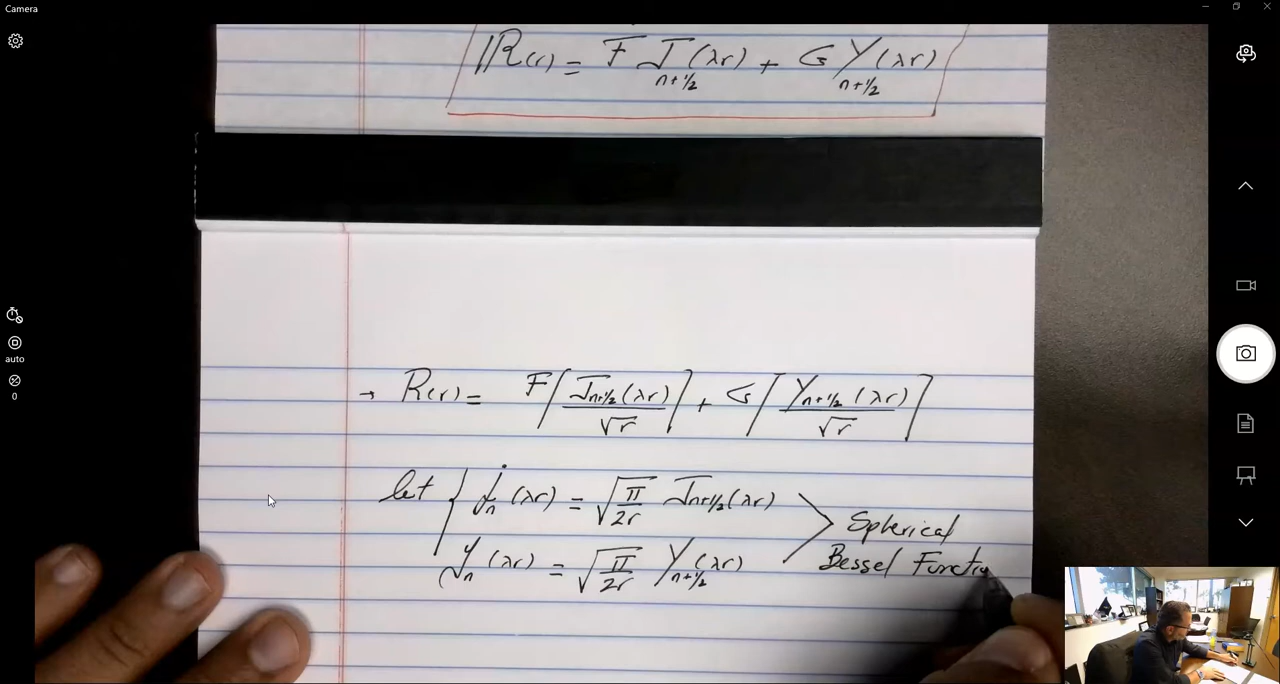 Camera
ℝ(r) = F J_{n+1/2}(λr) + G Y_{n+1/2}(λr)
→ R(r) = F[J_{n+1/2}(λr)/√r] + G[Y_{n+1/2}(λr)/√r]
let { j_n(λr) = √(π/2r) J_{n+1/2}(λr)
y_n(λr) = √(π/2r) Y_{n+1/2}(λr)
Spherical
Bessel Functi
auto
0